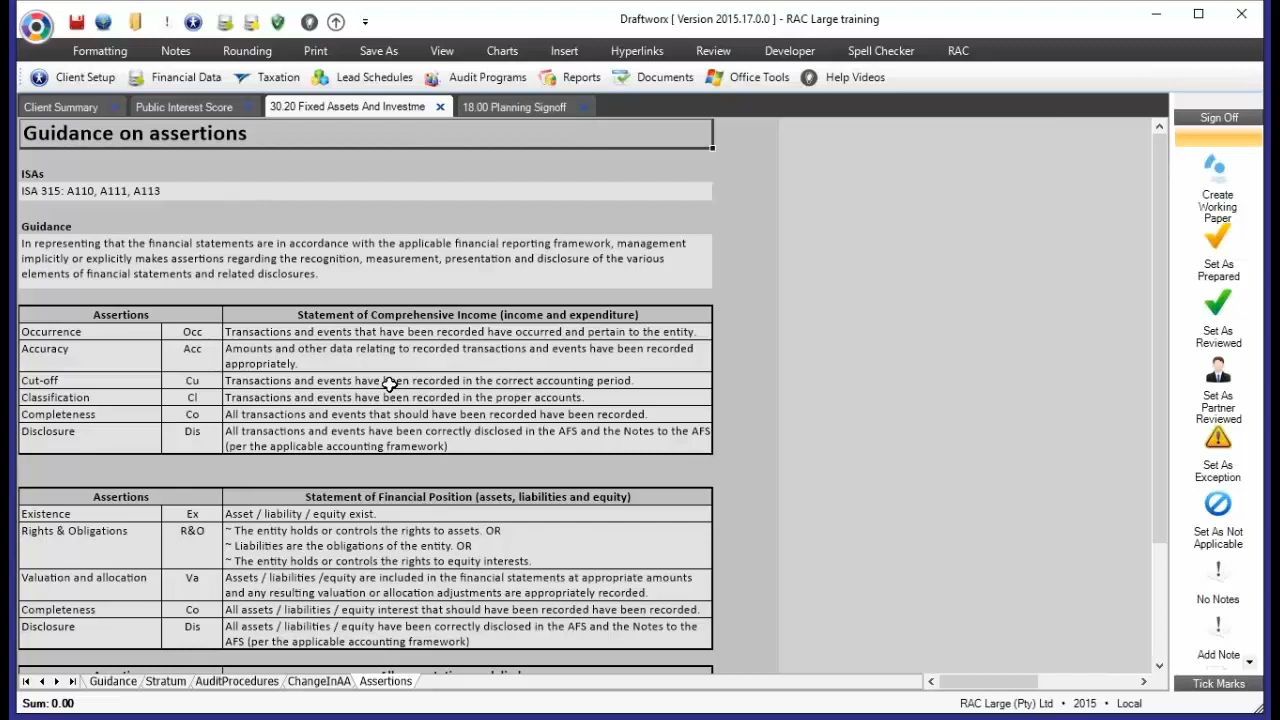 Draftworx [ Version 2015.17.0.0 ] - RAC Large training
Formatting Notes Rounding Print Save As View Charts Insert Hyperlinks Review Developer Spell Checker RAC
Client Setup Financial Data Taxation Lead Schedules Audit Programs Reports Documents Office Tools Help Videos
Client Summary Public Interest Score 30.20 Fixed Assets And Investme 18.00 Planning Signoff
Guidance on assertions
ISAs
ISA 315: A110, A111, A113
Guidance
In representing that the financial statements are in accordance with the applicable financial reporting framework, management
implicitly or explicitly makes assertions regarding the recognition, measurement, presentation and disclosure of the various
elements of financial statements and related disclosures.
Assertions Statement of Comprehensive Income (income and expenditure)
Occurrence Occ Transactions and events that have been recorded have occurred and pertain to the entity.
Accuracy Acc Amounts and other data relating to recorded transactions and events have been recorded
appropriately.
Cut-off Cu Transactions and events have been recorded in the correct accounting period.
Classification Cl Transactions and events have been recorded in the proper accounts.
Completeness Co All transactions and events that should have been recorded have been recorded.
Disclosure Dis All transactions and events have been correctly disclosed in the AFS and the Notes to the AFS
(per the applicable accounting framework)
Assertions Statement of Financial Position (assets, liabilities and equity)
Existence Ex Asset / liability / equity exist.
Rights & Obligations R&O ~ The entity holds or controls the rights to assets. OR
~ Liabilities are the obligations of the entity. OR
~ The entity holds or controls the rights to equity interests.
Valuation and allocation Va Assets / liabilities /equity are included in the financial statements at appropriate amounts
and any resulting valuation or allocation adjustments are appropriately recorded.
Completeness Co All assets / liabilities / equity interest that should have been recorded have been recorded.
Disclosure Dis All assets / liabilities / equity have been correctly disclosed in the AFS and the Notes to the
AFS (per the applicable accounting framework)
Guidance Stratum AuditProcedures ChangeInAA Assertions
Sum: 0.00
RAC Large (Pty) Ltd • 2015 • Local
Sign Off
Create
Working
Paper
Set As
Prepared
Set As
Reviewed
Set As
Partner
Reviewed
Set As
Exception
Set As Not
Applicable
No Notes
Add Note
Tick Marks